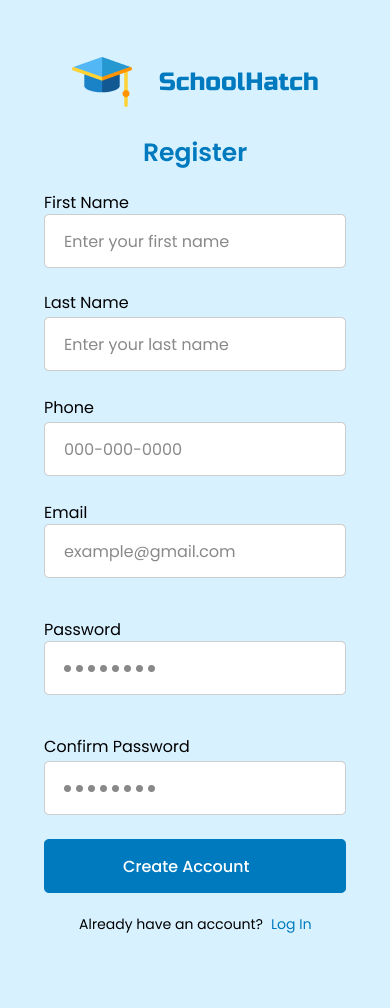 SchoolHatch
Register
First Name
Enter your first name
Last Name
Enter your last name
Phone
000-000-0000
Email
example@gmail.com
Password
Confirm Password
Create Account
Already have an account? Log In